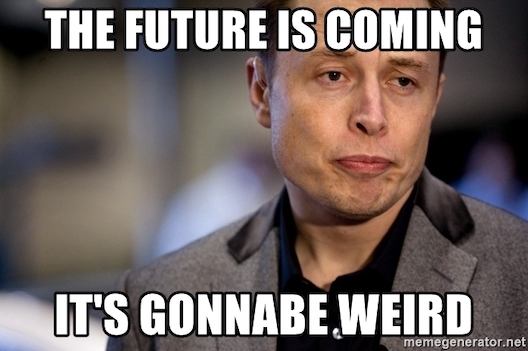 THE FUTURE IS COMING
IT'S GONNABE WEIRD
memegenerator.net